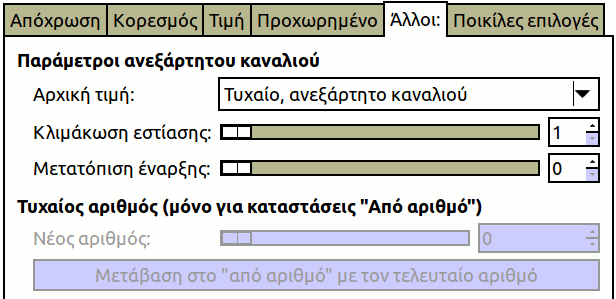 Απόχρωση Κορεσμός Τιμή Προχωρημένο Άλλοι: Ποικίλες επιλογές
Παράμετροι ανεξάρτητου καναλιού
Αρχική τιμή: Τυχαίο, ανεξάρτητο καναλιού
Κλιμάκωση εστίασης: 1
Μετατόπιση έναρξης: 0
Τυχαίος αριθμός (μόνο για καταστάσεις "Από αριθμό")
Νέος αριθμός: 0
Μετάβαση στο "από αριθμό" με τον τελευταίο αριθμό